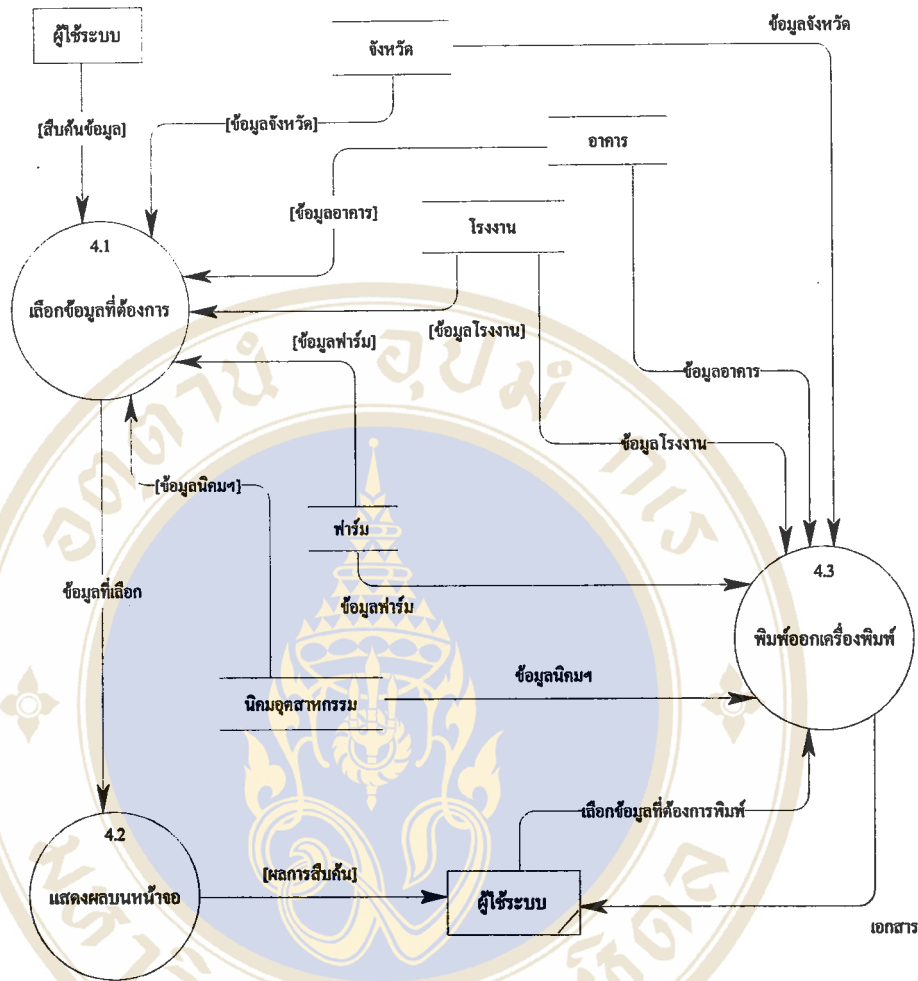 ผู้ใช้ระบบ
ข้อมูลจังหวัด
จังหวัด
[สืบค้นข้อมูล]
[ข้อมูลจังหวัด]
อาคาร
[ข้อมูลอาคาร]
โรงงาน
4.1
เลือกข้อมูลที่ต้องการ
[ข้อมูลฟาร์ม]
[ข้อมูลโรงงาน]
อตฺตานํ อุปมํ กเร
ข้อมูลอาคาร
ข้อมูลโรงงาน
[ข้อมูลนิคมฯ]
ฟาร์ม
ข้อมูลที่เลือก
ข้อมูลฟาร์ม
4.3
พิมพ์ออกเครื่องพิมพ์
ข้อมูลนิคมฯ
นิคมอุตสาหกรรม
เลือกข้อมูลที่ต้องการพิมพ์
4.2
แสดงผลบนหน้าจอ
[ผลการสืบค้น]
ผู้ใช้ระบบ
เอกสาร